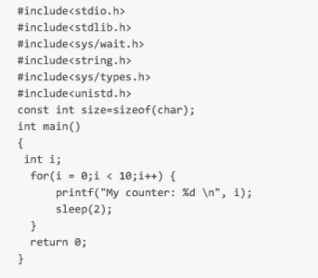 #include<stdio.h>
#include<stdlib.h>
#include<sys/wait.h>
#include<string.h>
#include<sys/types.h>
#include<unistd.h>
const int size=sizeof(char);
int main()
{
 int i;
  for(i = 0;i < 10;i++) {
      printf("My counter: %d \n", i);
      sleep(2);
  }
  return 0;
}